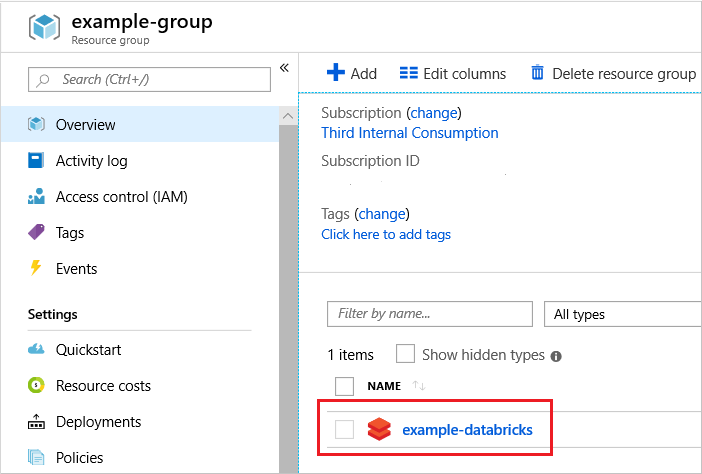 example-group
Resource group
Search (Ctrl+/)
«
Overview
Activity log
Access control (IAM)
Tags
Events
Settings
Quickstart
Resource costs
Deployments
Policies
Add
Edit columns
Delete resource group
Subscription (change)
Third Internal Consumption
Subscription ID
Tags (change)
Click here to add tags
Filter by name...
All types
1 items
Show hidden types
NAME
example-databricks